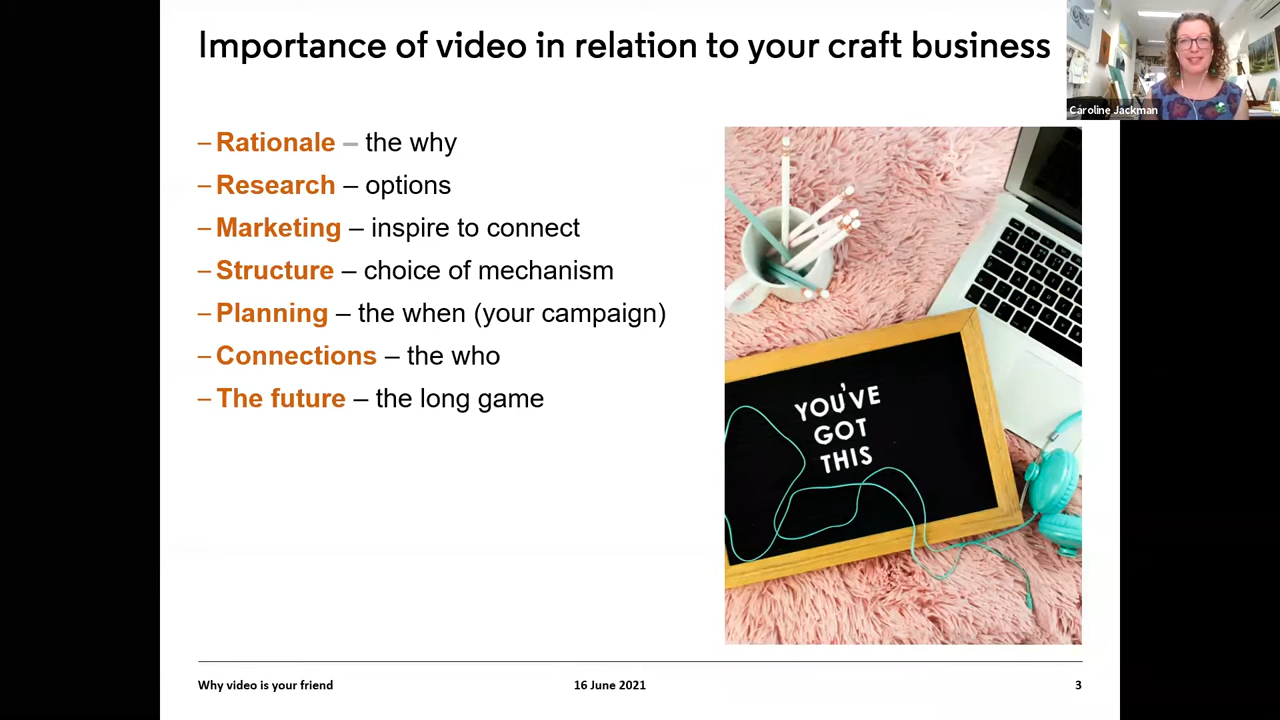 Importance of video in relation to your craft business
Caroline Jackman
– Rationale – the why
– Research – options
– Marketing – inspire to connect
– Structure – choice of mechanism
– Planning – the when (your campaign)
– Connections – the who
– The future – the long game
YOU'VE
GOT
THIS
Why video is your friend
16 June 2021
3